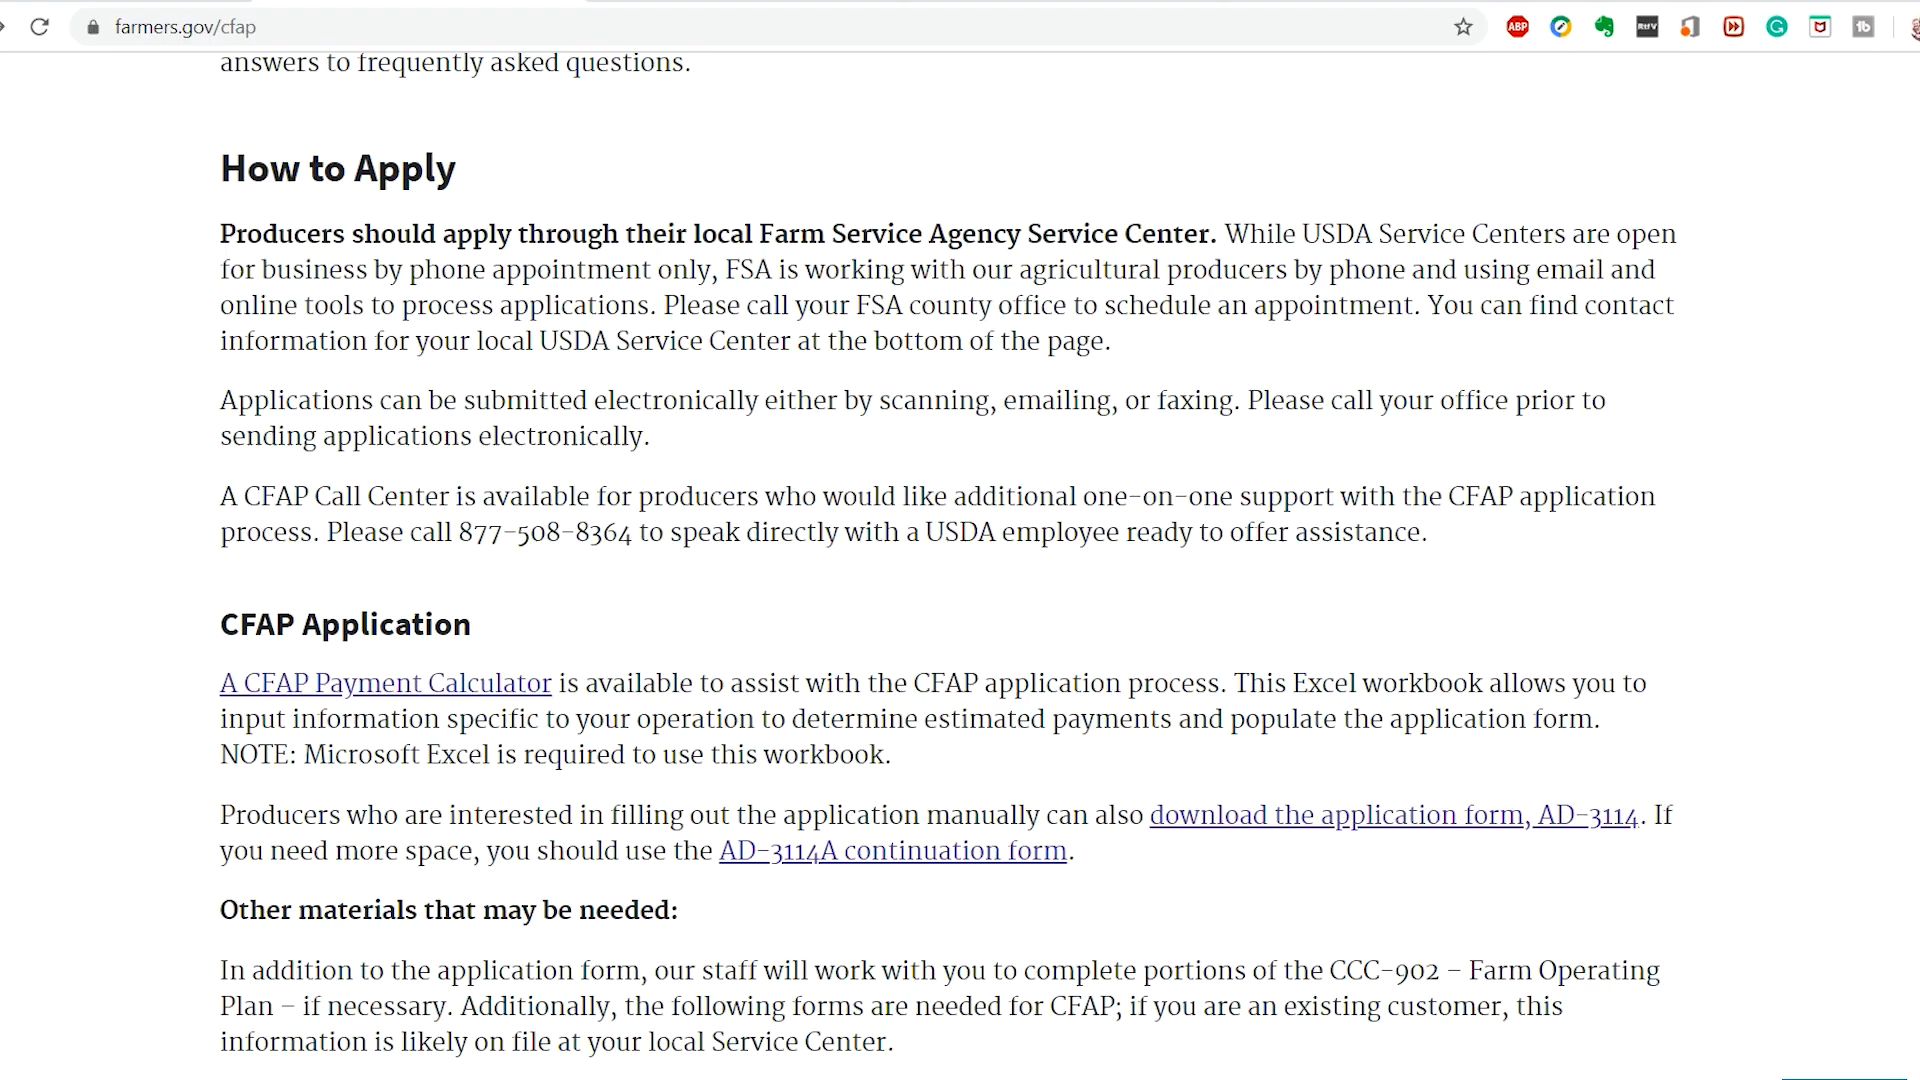 farmers.gov/cfap
ABP
answers to frequently asked questions.
How to Apply
Producers should apply through their local Farm Service Agency Service Center. While USDA Service Centers are open
for business by phone appointment only, FSA is working with our agricultural producers by phone and using email and
online tools to process applications. Please call your FSA county office to schedule an appointment. You can find contact
information for your local USDA Service Center at the bottom of the page.
Applications can be submitted electronically either by scanning, emailing, or faxing. Please call your office prior to
sending applications electronically.
A CFAP Call Center is available for producers who would like additional one-on-one support with the CFAP application
process. Please call 877-508-8364 to speak directly with a USDA employee ready to offer assistance.
CFAP Application
A CFAP Payment Calculator is available to assist with the CFAP application process. This Excel workbook allows you to
input information specific to your operation to determine estimated payments and populate the application form.
NOTE: Microsoft Excel is required to use this workbook.
Producers who are interested in filling out the application manually can also download the application form, AD-3114. If
you need more space, you should use the AD-3114A continuation form.
Other materials that may be needed:
In addition to the application form, our staff will work with you to complete portions of the CCC-902 – Farm Operating
Plan – if necessary. Additionally, the following forms are needed for CFAP; if you are an existing customer, this
information is likely on file at your local Service Center.